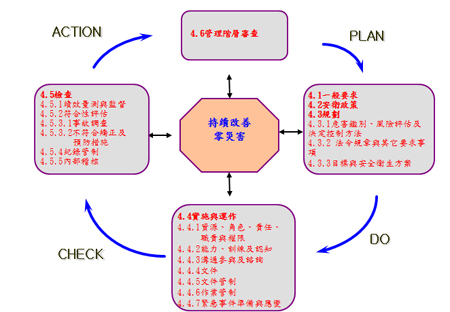 ACTION
4.6管理階層審查
PLAN
4.5檢查
4.5.1績效量測與監督
4.5.2符合性評估
4.5.3.1事故調查
4.5.3.2不符合矯正及
預防措施
4.5.4紀錄管制
4.5.5內部稽核
持續改善
零災害
4.1一般要求
4.2安衛政策
4.3規劃
4.3.1危害鑑別、風險評估及
決定控制方法
4.3.2 法令規章與其它要求事
項
4.3.3目標與安全衛生方案
4.4實施與運作
4.4.1資源、角色、責任、
職責與權限
4.4.2能力、訓練及認知
4.4.3溝通參與及諮詢
4.4.4文件
4.4.5文件管制
4.4.6作業管制
4.4.7緊急事件準備與應變
CHECK
DO